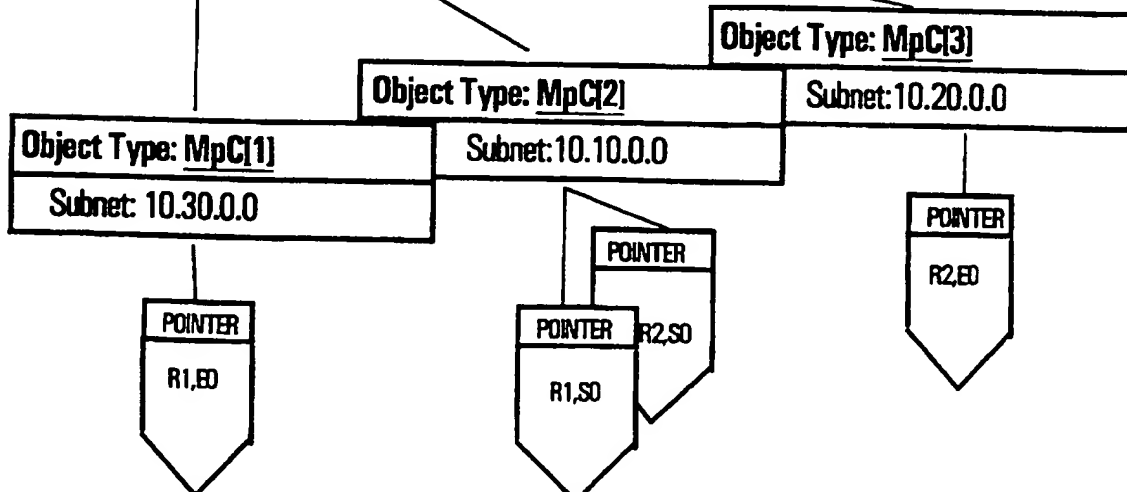 Object Type: MpC[3]
Subnet:10.20.0.0
Object Type: MpC[2]
Subnet:10.10.0.0
Object Type: MpC[1]
Subnet: 10.30.0.0
POINTER
R1,E0
POINTER
R1,S0
POINTER
R2,S0
POINTER
R2,E0